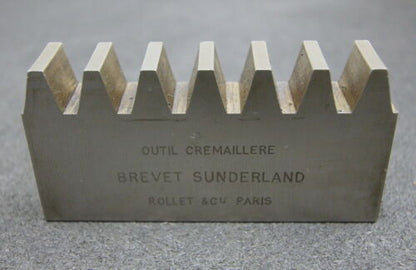 OUTIL CREMAILLERE
BREVET SUNDERLAND
ROLLET & Cie PARIS